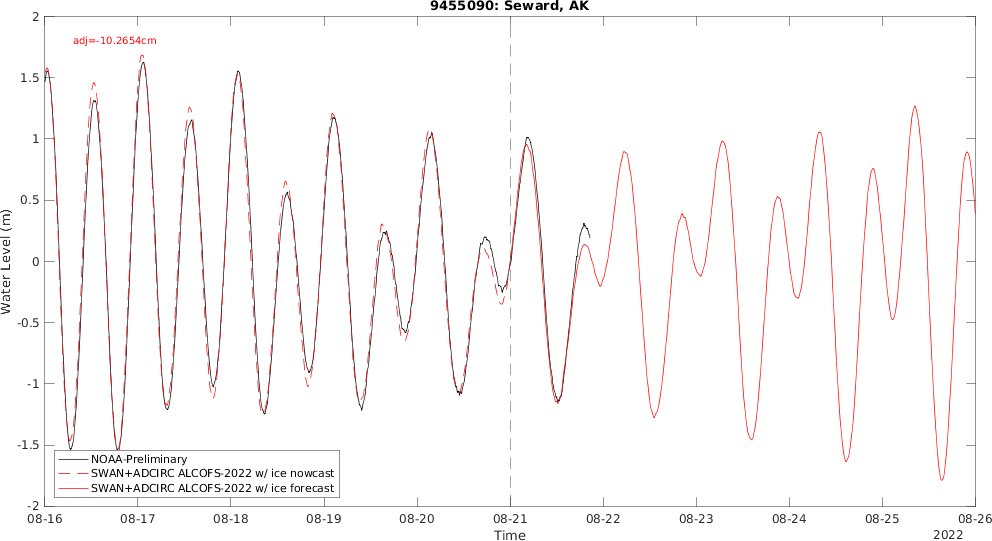 9455090: Seward, AK
adj=-10.2654cm
Water Level (m)
2
1.5
1
0.5
0
-0.5
-1
-1.5
-2
NOAA-Preliminary
SWAN+ADCIRC ALCOFS-2022 w/ ice nowcast
SWAN+ADCIRC ALCOFS-2022 w/ ice forecast
08-16 08-17 08-18 08-19 08-20 08-21 08-22 08-23 08-24 08-25 08-26
Time
2022